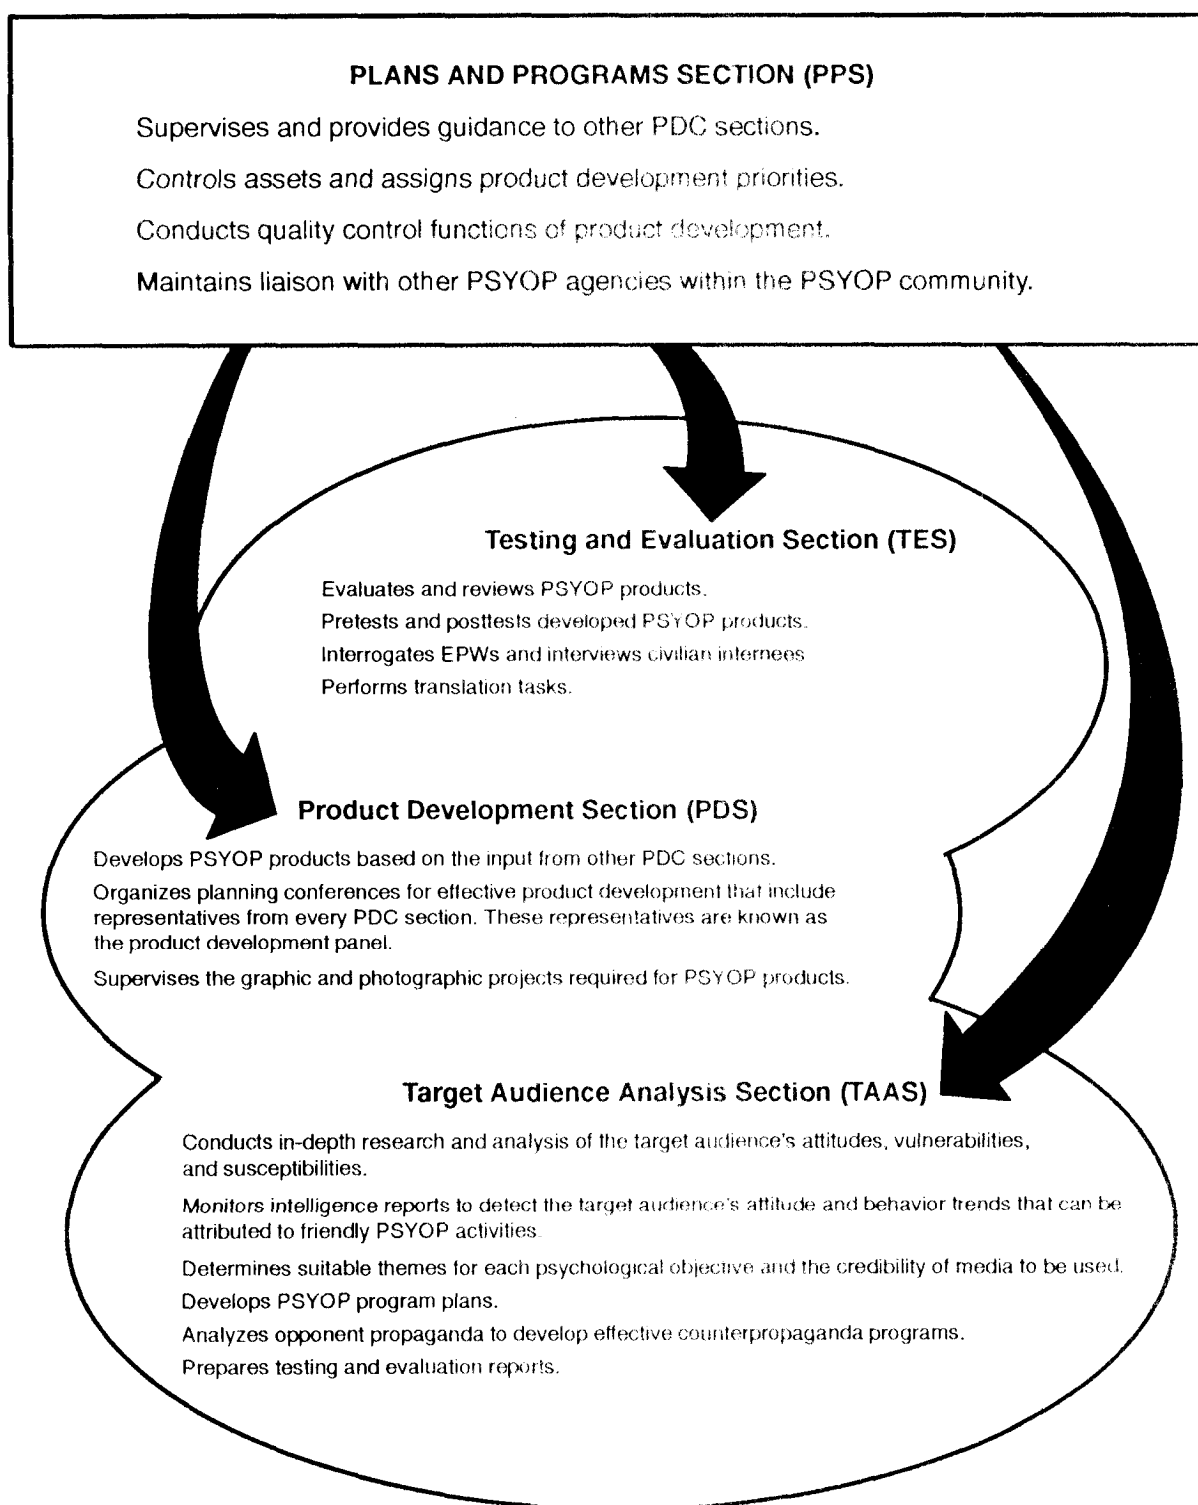 PLANS AND PROGRAMS SECTION (PPS)
Supervises and provides guidance to other PDC sections.
Controls assets and assigns product development priorities.
Conducts quality control functions of product development.
Maintains liaison with other PSYOP agencies within the PSYOP community.
Testing and Evaluation Section (TES)
Evaluates and reviews PSYOP products.
Pretests and posttests developed PSYOP products.
Interrogates EPWs and interviews civilian internees
Performs translation tasks.
Product Development Section (PDS)
Develops PSYOP products based on the input from other PDC sections.
Organizes planning conferences for effective product development that include
representatives from every PDC section. These representatives are known as
the product development panel.
Supervises the graphic and photographic projects required for PSYOP products.
Target Audience Analysis Section (TAAS)
Conducts in-depth research and analysis of the target audience's attitudes, vulnerabilities,
and susceptibilities.
Monitors intelligence reports to detect the target audience's attitude and behavior trends that can be
attributed to friendly PSYOP activities.
Determines suitable themes for each psychological objective and the credibility of media to be used.
Develops PSYOP program plans.
Analyzes opponent propaganda to develop effective counterpropaganda programs.
Prepares testing and evaluation reports.